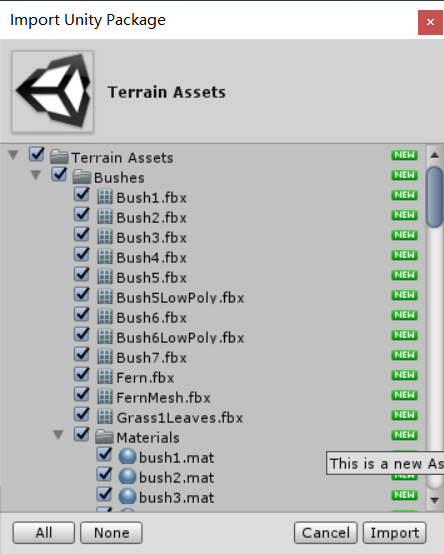 Import Unity Package
Terrain Assets
Terrain Assets NEW
Bushes NEW
Bush1.fbx NEW
Bush2.fbx NEW
Bush3.fbx NEW
Bush4.fbx NEW
Bush5.fbx NEW
Bush5LowPoly.fbx NEW
Bush6.fbx NEW
Bush6LowPoly.fbx NEW
Bush7.fbx NEW
Fern.fbx NEW
FernMesh.fbx NEW
Grass1Leaves.fbx NEW
Materials NEW
bush1.mat
This is a new As
bush2.mat NEW
bush3.mat NEW
All None Cancel Import